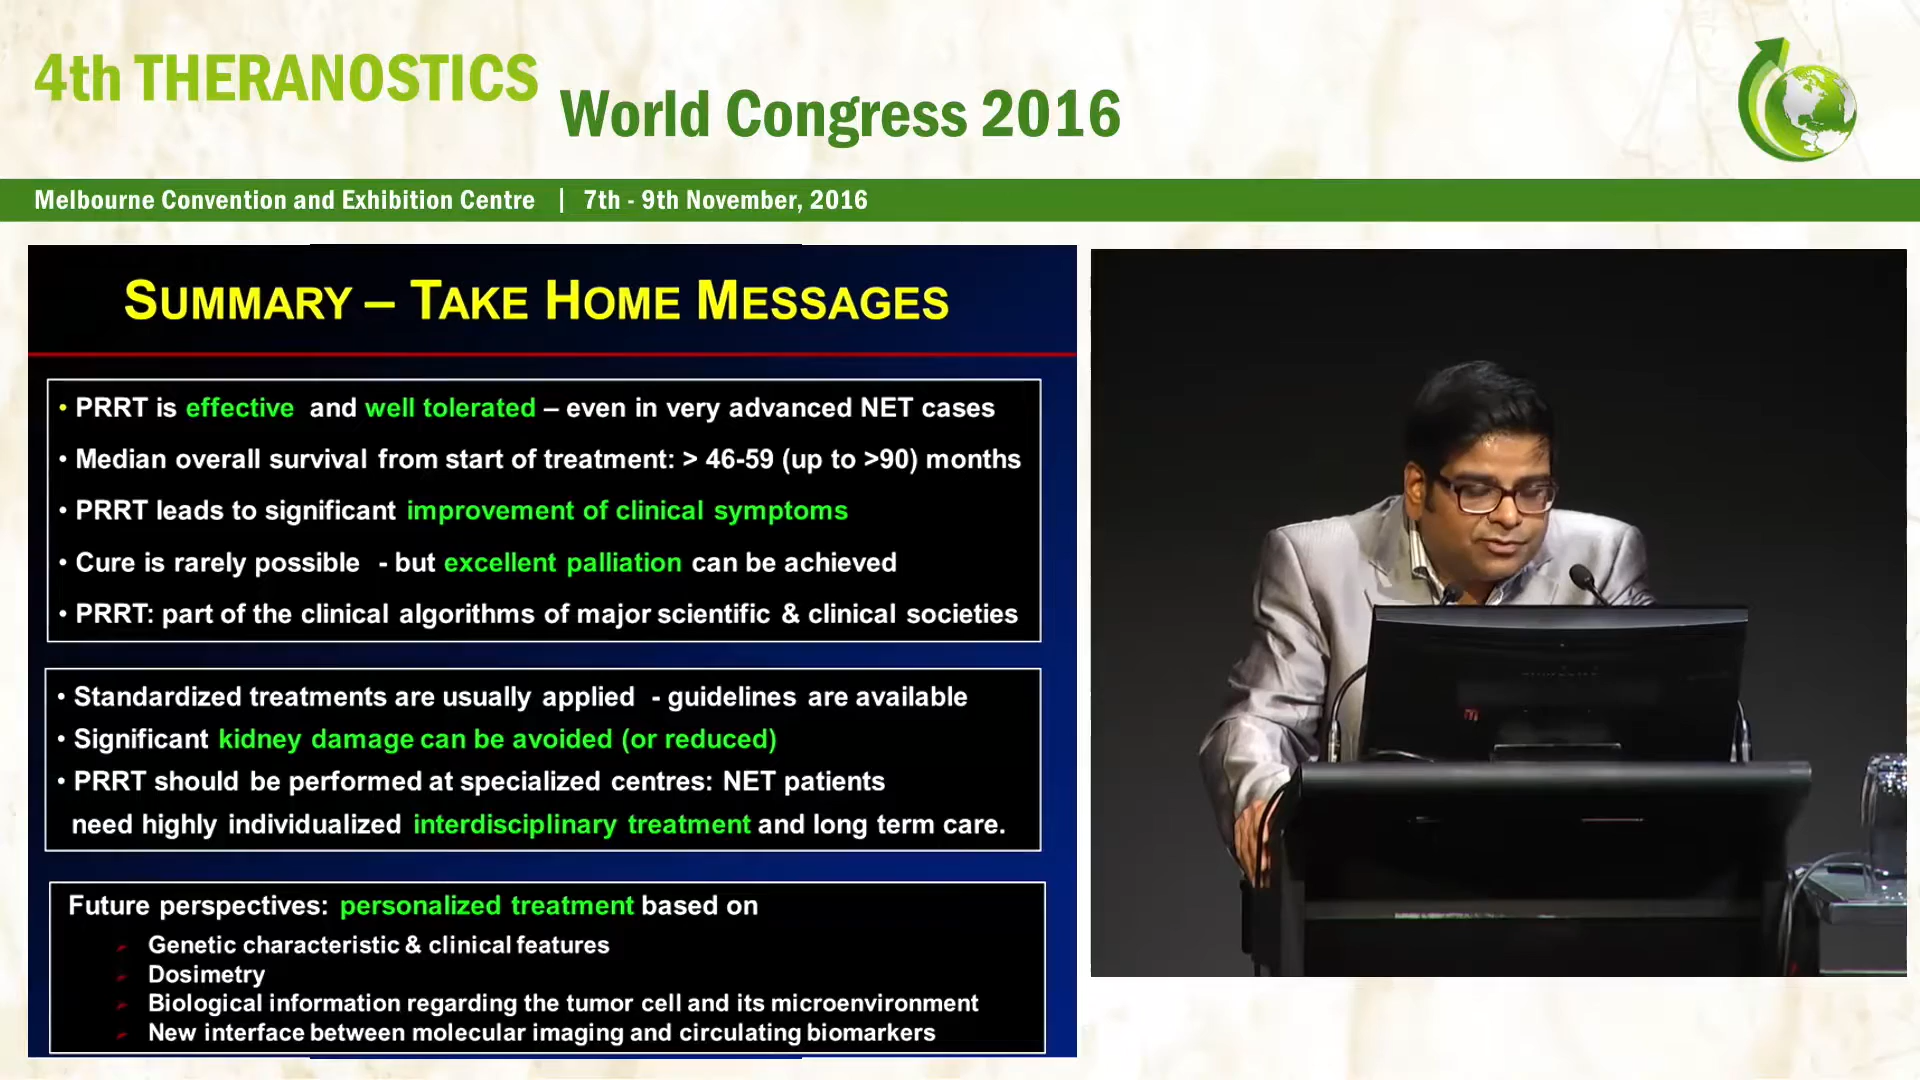 4th THERANOSTICS
World Congress 2016
Melbourne Convention and Exhibition Centre | 7th - 9th November, 2016
SUMMARY – TAKE HOME MESSAGES
• PRRT is effective and well tolerated – even in very advanced NET cases
• Median overall survival from start of treatment: > 46-59 (up to >90) months
• PRRT leads to significant improvement of clinical symptoms
• Cure is rarely possible - but excellent palliation can be achieved
• PRRT: part of the clinical algorithms of major scientific & clinical societies
• Standardized treatments are usually applied - guidelines are available
• Significant kidney damage can be avoided (or reduced)
• PRRT should be performed at specialized centres: NET patients
need highly individualized interdisciplinary treatment and long term care.
Future perspectives: personalized treatment based on
Genetic characteristic & clinical features
Dosimetry
Biological information regarding the tumor cell and its microenvironment
New interface between molecular imaging and circulating biomarkers